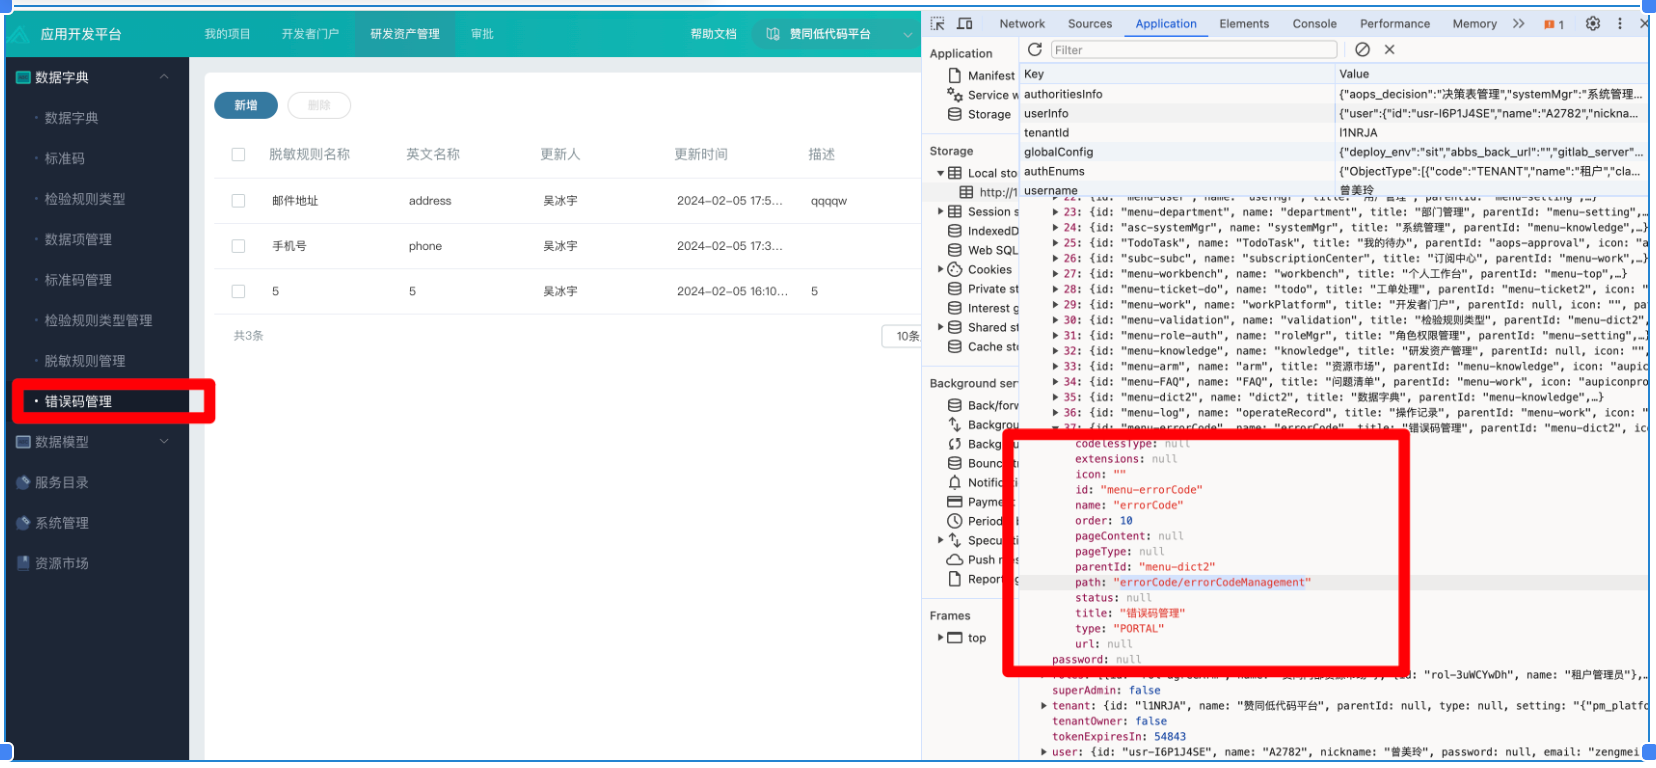 应用开发平台
我的项目
开发者门户
研发资产管理
审批
帮助文档
赞同低代码平台
数据字典
数据字典
标准码
检验规则类型
数据项管理
标准码管理
检验规则类型管理
脱敏规则管理
错误码管理
数据模型
服务目录
系统管理
资源市场
新增
删除
脱敏规则名称 英文名称 更新人 更新时间 描述
邮件地址 address 吴冰宇 2024-02-05 17:5... qqqqw
手机号 phone 吴冰宇 2024-02-05 17:3...
5 5 吴冰宇 2024-02-05 16:10... 5
共3条
10条
Network Sources Application Elements Console Performance Memory 1
Application
Manifest
Service w
Storage
Storage
Local sto
http://1
Session s
IndexedD
Web SQL
Cookies
Private st
Interest g
Shared st
Cache sto
Background ser
Back/forw
Backgrou
Backg
Bounc
Notific
Payme
Period
Specu
Push m
Repor
Frames
top
Filter
Key Value
authoritiesInfo {"aops_decision":"决策表管理","systemMgr":"系统管理...
userInfo {"user":{"id":"usr-I6P1J4SE","name":"A2782","nickna...
tenantId l1NRJA
globalConfig {"deploy_env":"sit","abbs_back_url":"","gitlab_server"...
authEnums {"ObjectType":[{"code":"TENANT","name":"租户","cla...
username 曾美玲
22: {id: "menu-user", name: "userMgr", title: "用户管理", parentId: "menu-setting",…}
23: {id: "menu-department", name: "department", title: "部门管理", parentId: "menu-setting",…
24: {id: "asc-systemMgr", name: "systemMgr", title: "系统管理", parentId: "menu-knowledge",…}
25: {id: "TodoTask", name: "TodoTask", title: "我的待办", parentId: "aops-approval", icon: "a
26: {id: "subc-subc", name: "subscriptionCenter", title: "订阅中心", parentId: "menu-work",…}
27: {id: "menu-workbench", name: "workbench", title: "个人工作台", parentId: "menu-top",…}
28: {id: "menu-ticket-do", name: "todo", title: "工单处理", parentId: "menu-ticket2", icon: "
29: {id: "menu-work", name: "workPlatform", title: "开发者门户", parentId: null, icon: "", pa
30: {id: "menu-validation", name: "validation", title: "检验规则类型", parentId: "menu-dict2",
31: {id: "menu-role-auth", name: "roleMgr", title: "角色权限管理", parentId: "menu-setting",…}
32: {id: "menu-knowledge", name: "knowledge", title: "研发资产管理", parentId: null, icon: "",
33: {id: "menu-arm", name: "arm", title: "资源市场", parentId: "menu-knowledge", icon: "aupic
34: {id: "menu-FAQ", name: "FAQ", title: "问题清单", parentId: "menu-work", icon: "aupiconpro
35: {id: "menu-dict2", name: "dict2", title: "数据字典", parentId: "menu-knowledge",…}
36: {id: "menu-log", name: "operateRecord", title: "操作记录", parentId: "menu-work", icon: "
37: {id: "menu-errorCode", name: "errorCode", title: "错误码管理", parentId: "menu-dict2", ic
codelessType: null
extensions: null
icon: ""
id: "menu-errorCode"
name: "errorCode"
order: 10
pageContent: null
pageType: null
parentId: "menu-dict2"
path: "errorCode/errorCodeManagement"
status: null
title: "错误码管理"
type: "PORTAL"
url: null
password: null
{id: "rol-3uWCYwDh", name: "租户管理员"},…
superAdmin: false
tenant: {id: "l1NRJA", name: "赞同低代码平台", parentId: null, type: null, setting: "{"pm_platfo
tenantOwner: false
tokenExpiresIn: 54843
user: {id: "usr-I6P1J4SE", name: "A2782", nickname: "曾美玲", password: null, email: "zengmei